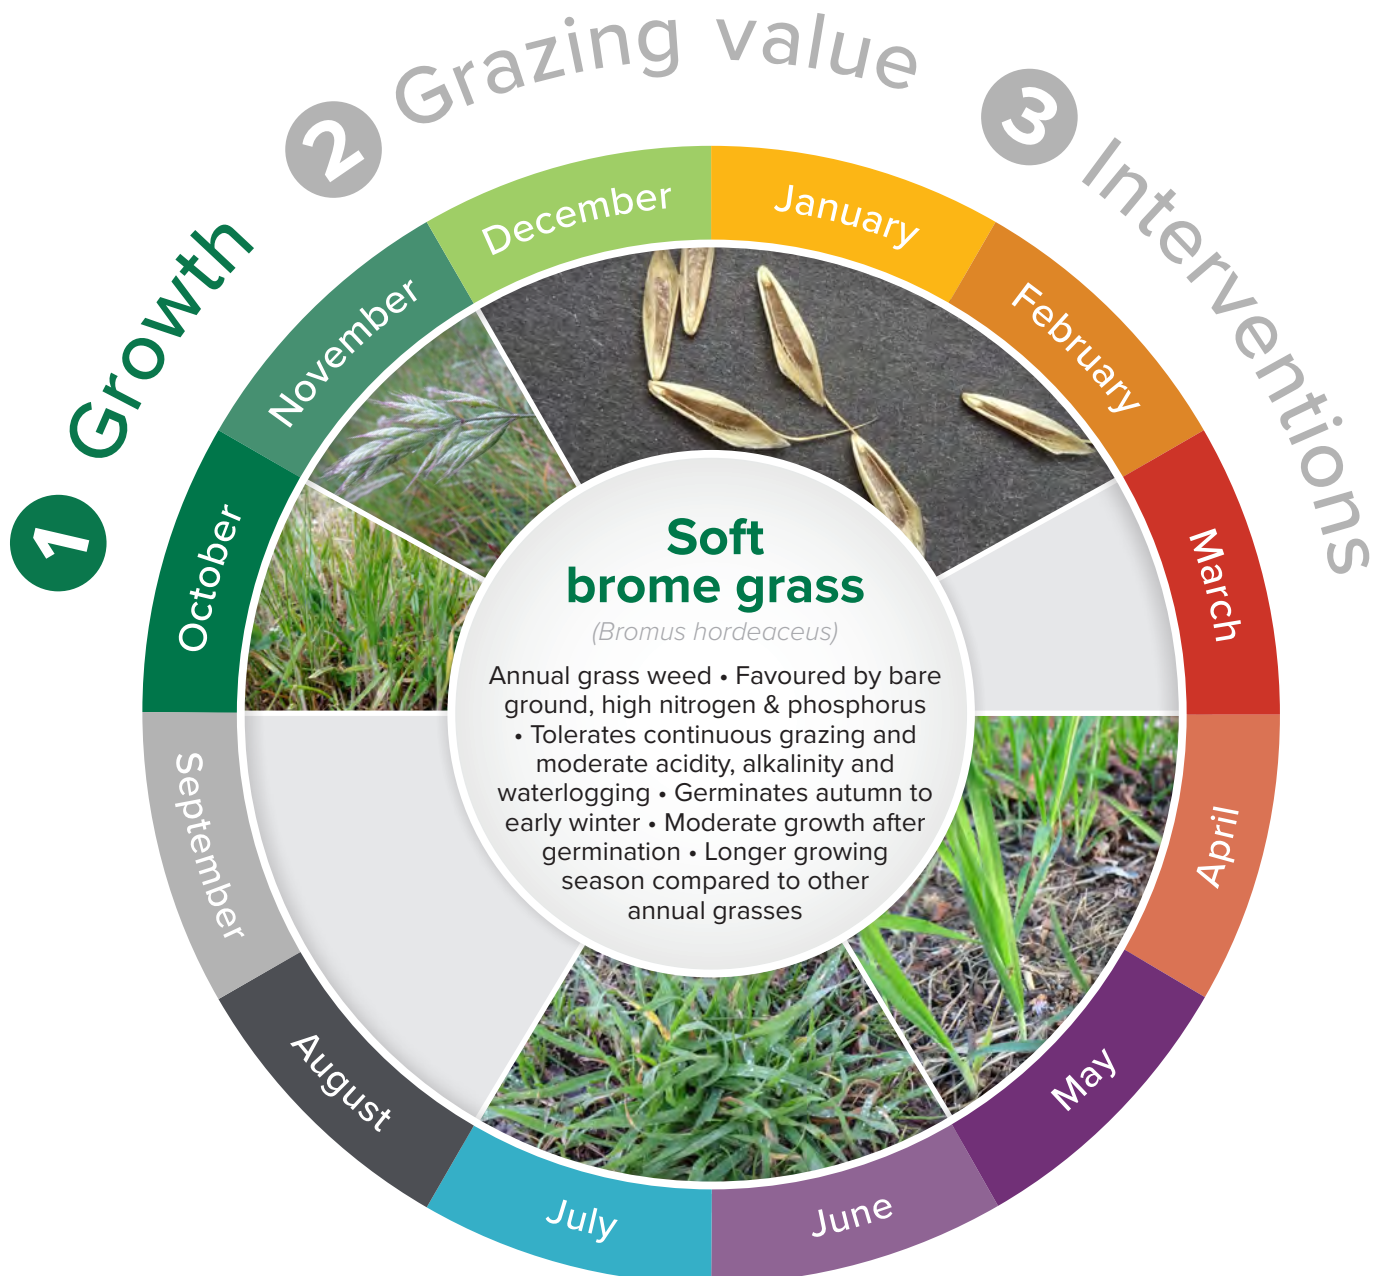 1 Growth
2 Grazing value
3 Interventions
January
February
March
April
May
June
July
August
September
October
November
December
Soft
brome grass
(Bromus hordeaceus)
Annual grass weed • Favoured by bare
ground, high nitrogen & phosphorus
• Tolerates continuous grazing and
moderate acidity, alkalinity and
waterlogging • Germinates autumn to
early winter • Moderate growth after
germination • Longer growing
season compared to other
annual grasses